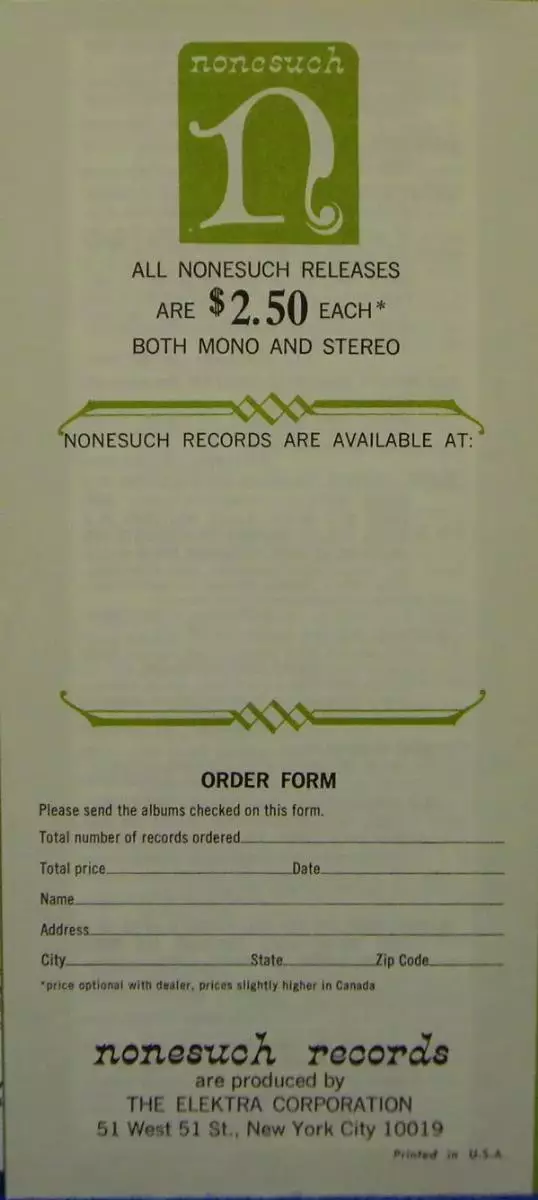 nonesuch
n
ALL NONESUCH RELEASES
ARE $2.50 EACH*
BOTH MONO AND STEREO
NONESUCH RECORDS ARE AVAILABLE AT:
ORDER FORM
Please send the albums checked on this form.
Total number of records ordered
Total price Date
Name
Address
City State Zip Code
*price optional with dealer, prices slightly higher in Canada
nonesuch records
are produced by
THE ELEKTRA CORPORATION
51 West 51 St., New York City 10019
Printed in U.S.A.